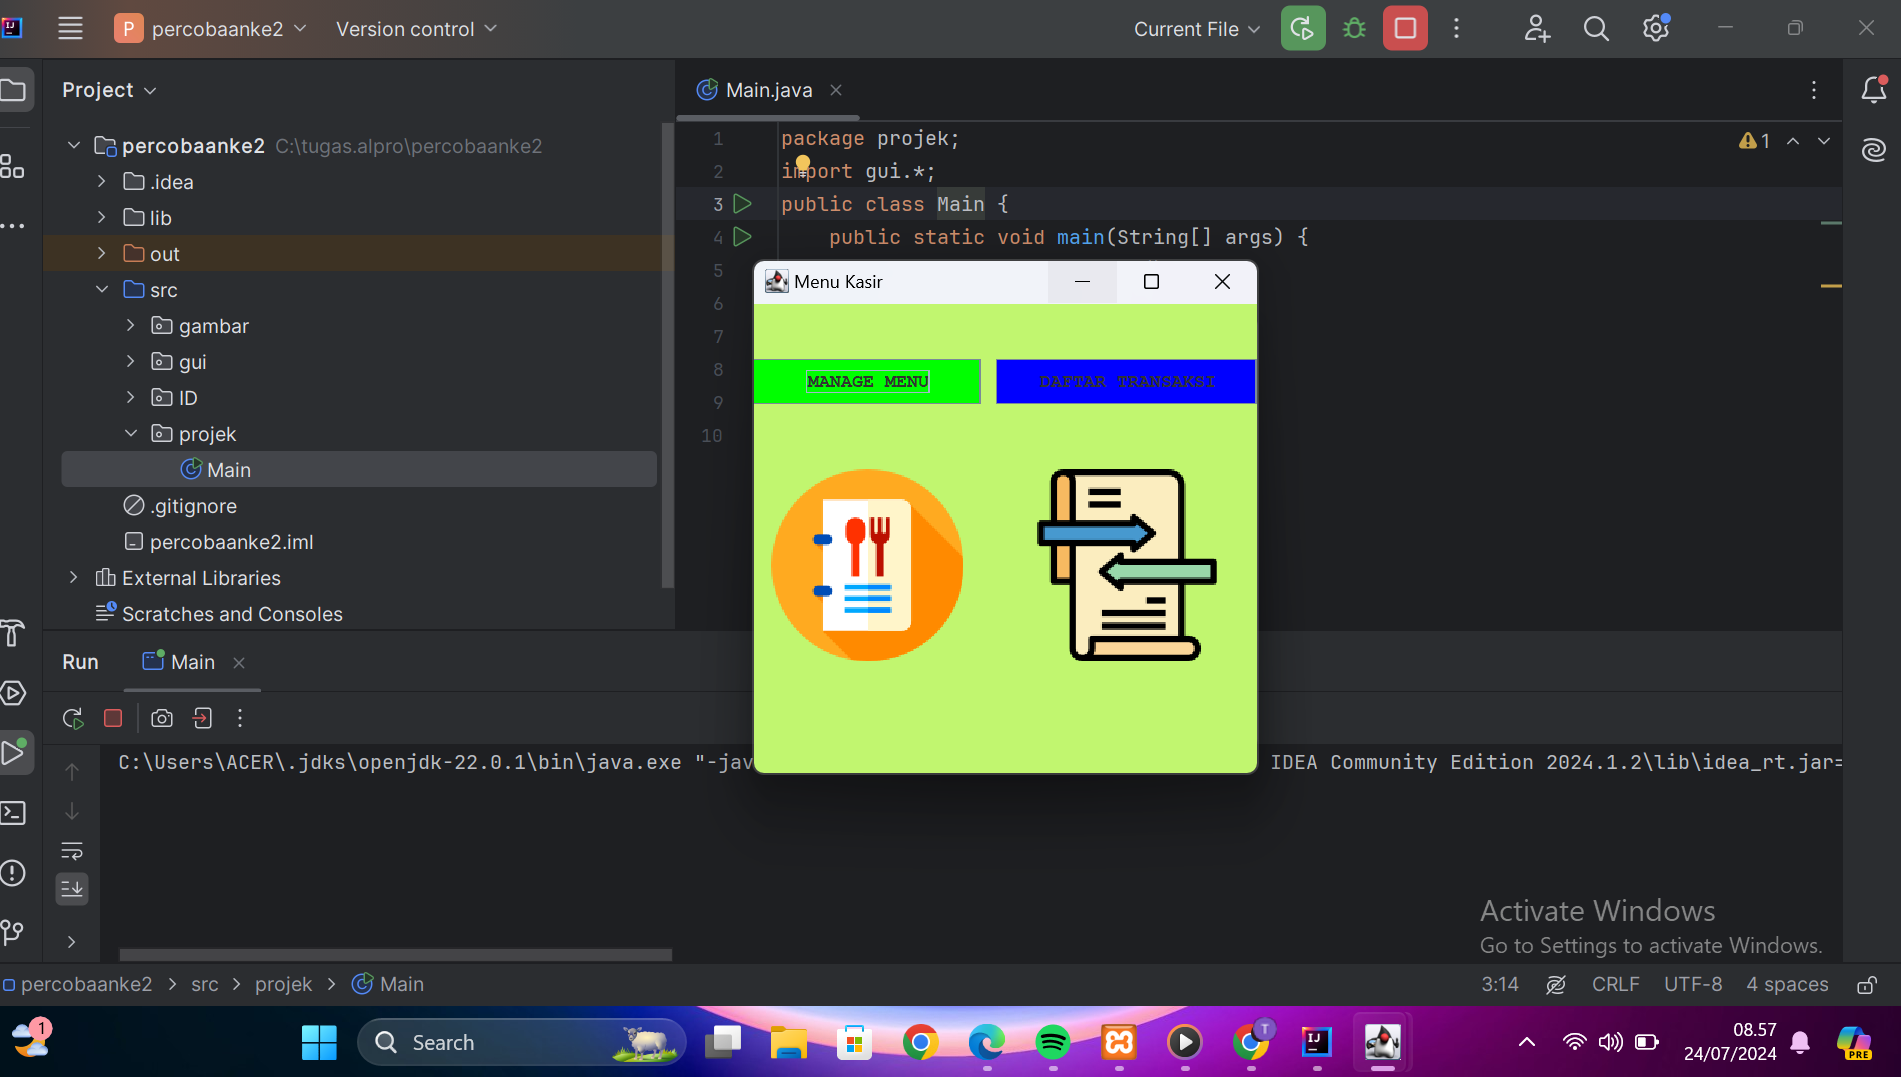 P percobaanke2 Version control Current File
Project
Main.java
percobaanke2 C:\tugas.alpro\percobaanke2
.idea
lib
out
src
gambar
gui
ID
projek
Main
.gitignore
percobaanke2.iml
External Libraries
Scratches and Consoles
1 package projek;
2 import gui.*;
3 public class Main {
4 public static void main(String[] args) {
5
6
7
8
9
10
1
Menu Kasir
MANAGE MENU
DAFTAR TRANSAKSI
Run Main
C:\Users\ACER\.jdks\openjdk-22.0.1\bin\java.exe "-jav
IDEA Community Edition 2024.1.2\lib\idea_rt.jar=
Activate Windows
Go to Settings to activate Windows.
percobaanke2 > src > projek > Main
3:14 CRLF UTF-8 4 spaces
1
Search
T
IJ
08.57
24/07/2024
PRE